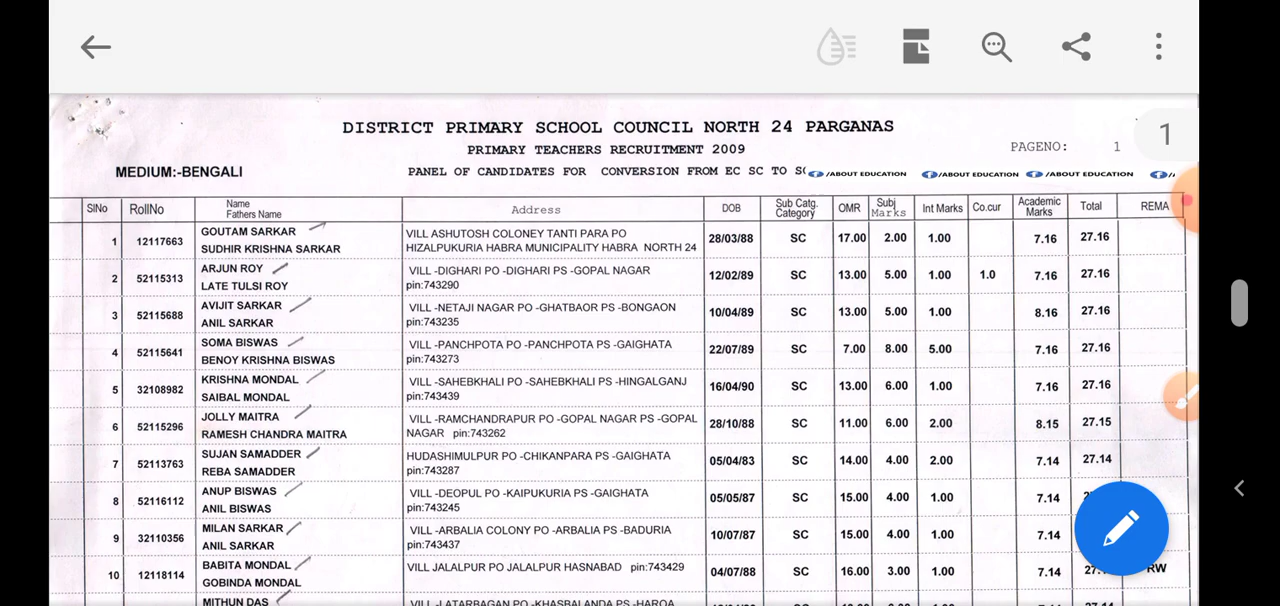 1
DISTRICT PRIMARY SCHOOL COUNCIL NORTH 24 PARGANAS
PRIMARY TEACHERS RECRUITMENT 2009
PAGENO: 1
MEDIUM:-BENGALI
PANEL OF CANDIDATES FOR CONVERSION FROM EC SC TO
/ABOUT EDUCATION /ABOUT EDUCATION /ABOUT EDUCATION
SlNo RollNo Name Fathers Name Address DOB Sub Catg. Category OMR Subj Marks Int Marks Co.cur Academic Marks Total REMA
1 12117663 GOUTAM SARKAR VILL ASHUTOSH COLONEY TANTI PARA PO 28/03/88 SC 17.00 2.00 1.00 7.16 27.16
SUDHIR KRISHNA SARKAR HIZALPUKURIA HABRA MUNICIPALITY HABRA NORTH 24
2 52115313 ARJUN ROY VILL -DIGHARI PO -DIGHARI PS -GOPAL NAGAR 12/02/89 SC 13.00 5.00 1.00 1.0 7.16 27.16
LATE TULSI ROY pin:743290
3 52115688 AVIJIT SARKAR VILL -NETAJI NAGAR PO -GHATBAOR PS -BONGAON 10/04/89 SC 13.00 5.00 1.00 8.16 27.16
ANIL SARKAR pin:743235
4 52115641 SOMA BISWAS VILL -PANCHPOTA PO -PANCHPOTA PS -GAIGHATA 22/07/89 SC 7.00 8.00 5.00 7.16 27.16
BENOY KRISHNA BISWAS pin:743273
5 32108982 KRISHNA MONDAL VILL -SAHEBKHALI PO -SAHEBKHALI PS -HINGALGANJ 16/04/90 SC 13.00 6.00 1.00 7.16 27.16
SAIBAL MONDAL pin:743439
6 52115296 JOLLY MAITRA VILL -RAMCHANDRAPUR PO -GOPAL NAGAR PS -GOPAL 28/10/88 SC 11.00 6.00 2.00 8.15 27.15
RAMESH CHANDRA MAITRA NAGAR pin:743262
7 52113763 SUJAN SAMADDER HUDASHIMULPUR PO -CHIKANPARA PS -GAIGHATA 05/04/83 SC 14.00 4.00 2.00 7.14 27.14
REBA SAMADDER pin:743287
8 52116112 ANUP BISWAS VILL -DEOPUL PO -KAIPUKURIA PS -GAIGHATA 05/05/87 SC 15.00 4.00 1.00 7.14
ANIL BISWAS pin:743245
9 32110356 MILAN SARKAR VILL -ARBALIA COLONY PO -ARBALIA PS -BADURIA 10/07/87 SC 15.00 4.00 1.00 7.14
ANIL SARKAR pin:743437
10 12118114 BABITA MONDAL VILL JALALPUR PO JALALPUR HASNABAD pin:743429 04/07/88 SC 16.00 3.00 1.00 7.14 27. RW
GOBINDA MONDAL
MITHUN DAS VILL -LATARBAGAN PO -KHASBALANDA PS -HAROA